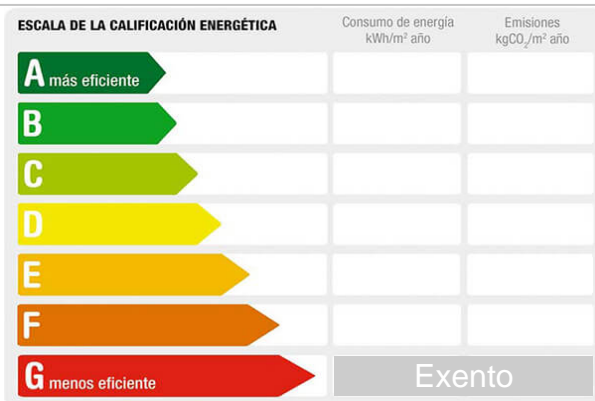 ESCALA DE LA CALIFICACIÓN ENERGÉTICA
Consumo de energía
kWh/m² año
Emisiones
kgCO₂/m² año
A más eficiente
B
C
D
E
F
G menos eficiente
Exento